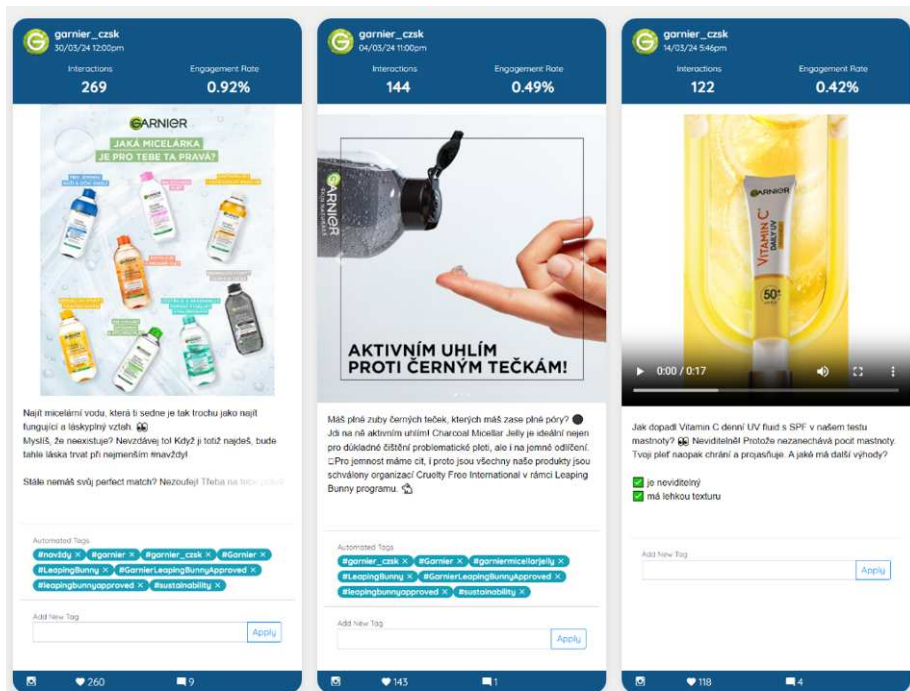 garnier_czsk
30/03/24 12:00pm
Interactions
Engagement Rate
269
0.92%
GARNIER
JAKÁ MICELÁRKA
JE PRO TEBE TA PRAVÁ?
Najít micelární vodu, která ti sedne je tak trochu jako najít
fungující a láskyplný vztah. 👀
Myslíš, že neexistuje? Nevzdávej to! Když ji totiž najdeš, bude
tahle láska trvat při nejmenším #navždy!
Stále nemáš svůj perfect match? Nezoufej! Třeba na tebe
Automated Tags
#navždy × #garnier × #garnier_czsk × #Garnier ×
#LeapingBunny × #GarnierLeapingBunnyApproved ×
#leapingbunnyapproved × #sustainability ×
Add New Tag
Apply
260
9
garnier_czsk
04/03/24 11:00pm
Interactions
Engagement Rate
144
0.49%
GARNIER
AKTIVNÍM UHLÍM
PROTI ČERNÝM TEČKÁM!
Máš plné zuby černých teček, kterých máš zase plné póry? ⚫
Jdi na ně aktivním uhlím! Charcoal Micellar Jelly je ideální nejen
pro důkladné čištění problematické pleti, ale i na jemné odlíčení.
□Pro jemnost máme cit, i proto jsou všechny naše produkty jsou
schváleny organizací Cruelty Free International v rámci Leaping
Bunny programu. 🐇
Automated Tags
#garnier_czsk × #Garnier × #garniermicellarjelly ×
#LeapingBunny × #GarnierLeapingBunnyApproved ×
#leapingbunnyapproved × #sustainability ×
Add New Tag
Apply
143
1
garnier_czsk
14/03/24 5:46pm
Interactions
Engagement Rate
122
0.42%
GARNIER
VITAMIN C
DAILY UV
50+
0:00 / 0:17
Jak dopadl Vitamin C denní UV fluid s SPF v našem testu
mastnoty? 👀 Neviditelně! Protože nezanechává pocit mastnoty.
Tvoji pleť naopak chrání a projasňuje. A jaké má další výhody?
✅ je neviditelný
✅ má lehkou texturu
Add New Tag
Apply
118
4